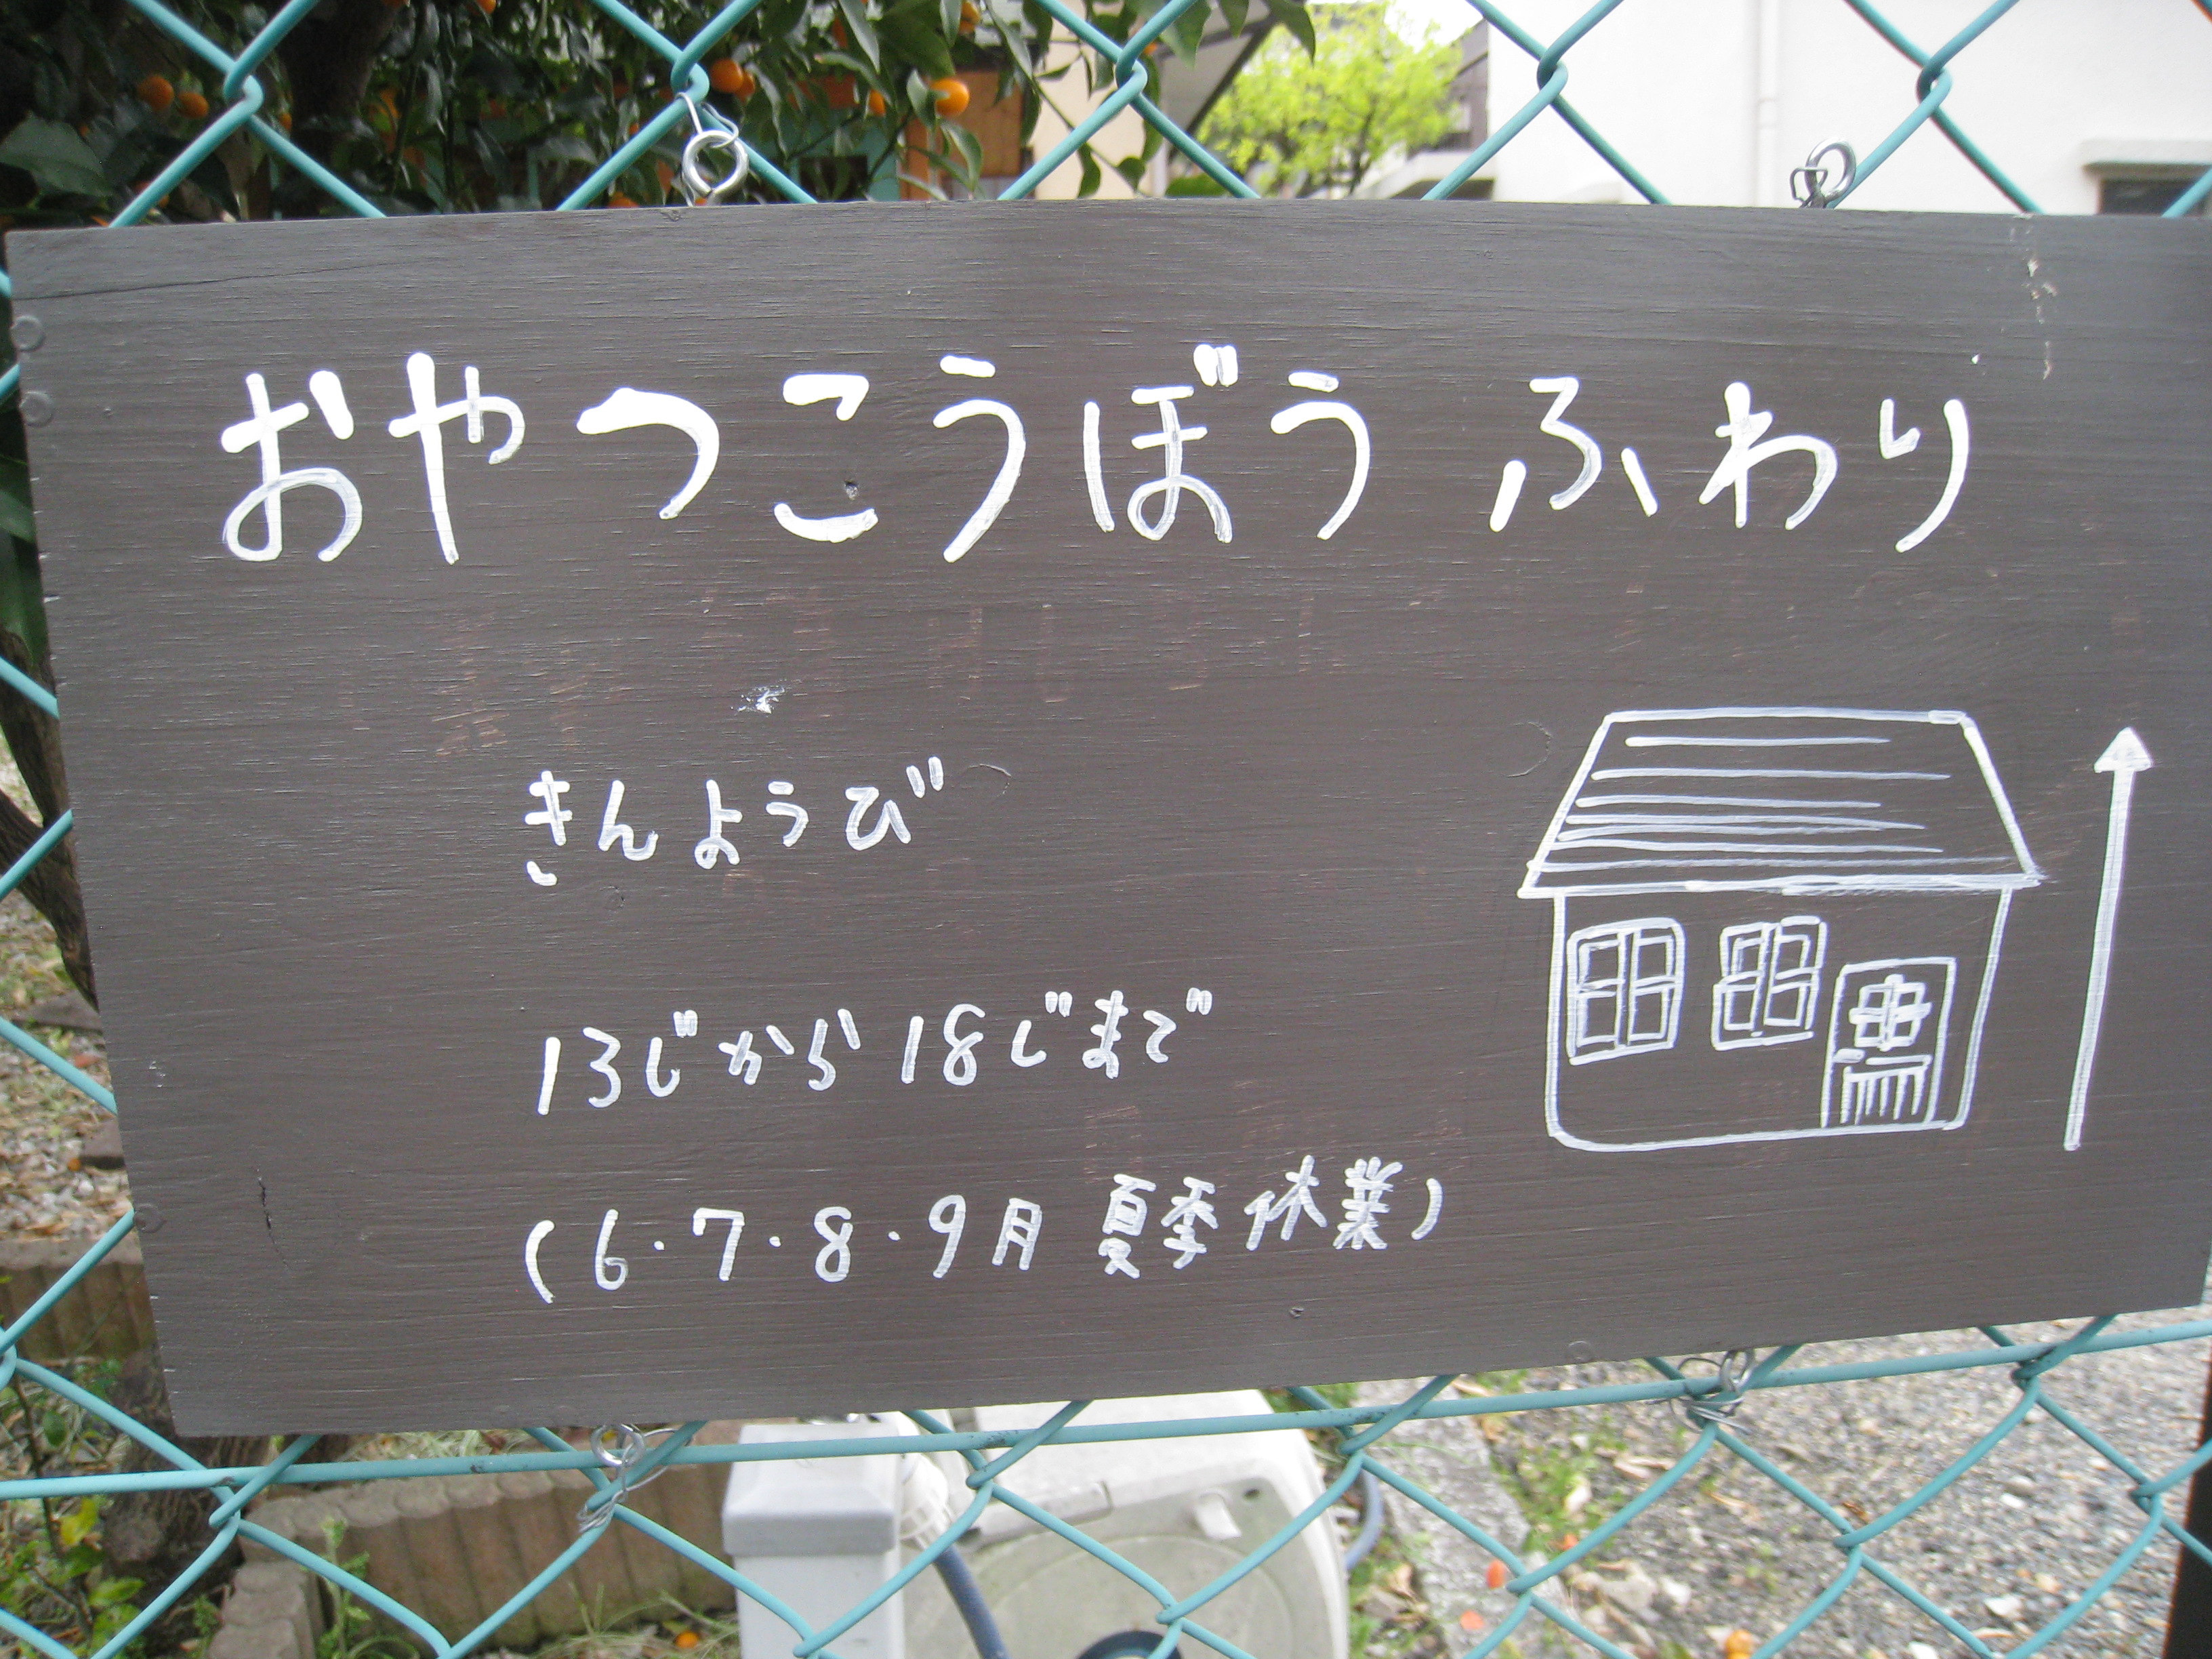 おやつこうぼう ふわり
きんようび
13じから18じまで
(6・7・8・9月 夏季休業)